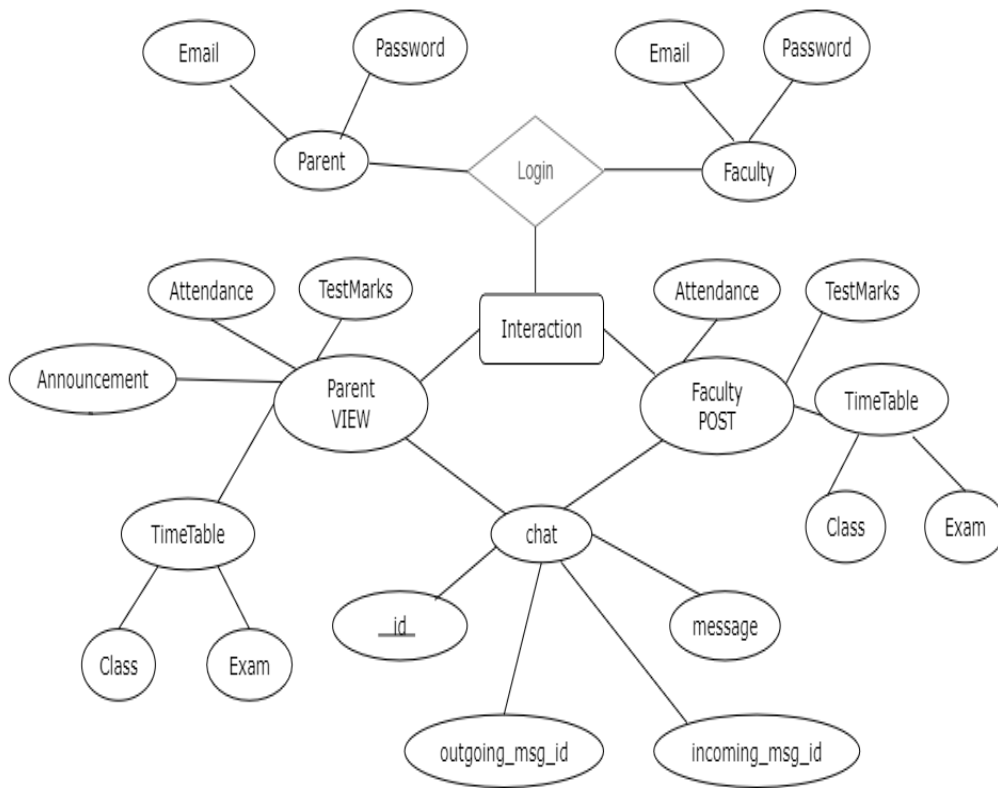 Email
Password
Email
Password
Parent
Login
Faculty
Attendance
TestMarks
Attendance
TestMarks
Interaction
Announcement
Parent
VIEW
Faculty
POST
TimeTable
TimeTable
chat
Class
Exam
id
message
Class
Exam
outgoing_msg_id
incoming_msg_id